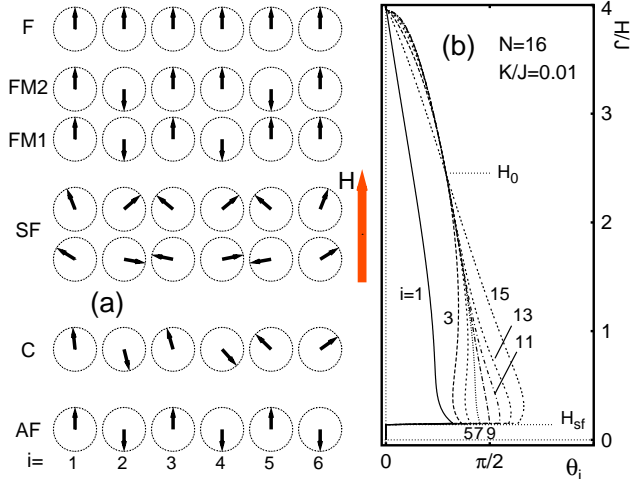 F
FM2
FM1
H
SF
(a)
C
AF
i= 1 2 3 4 5 6
(b)
N=16
K/J=0.01
4
H/J
3
H₀
2
i=1
3
15
13
11
1
H_sf
5 7 9
0
0
π/2
θᵢ